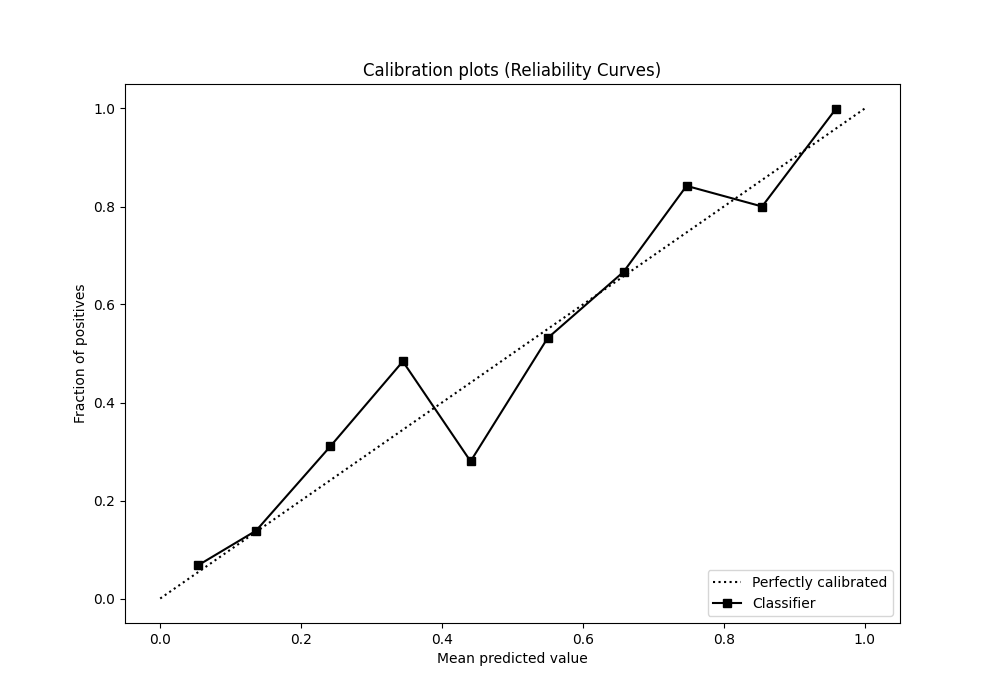 Calibration plots (Reliability Curves)
1.0
0.8
0.6
0.4
0.2
0.0
Fraction of positives
0.0 0.2 0.4 0.6 0.8 1.0
Mean predicted value
Perfectly calibrated
Classifier